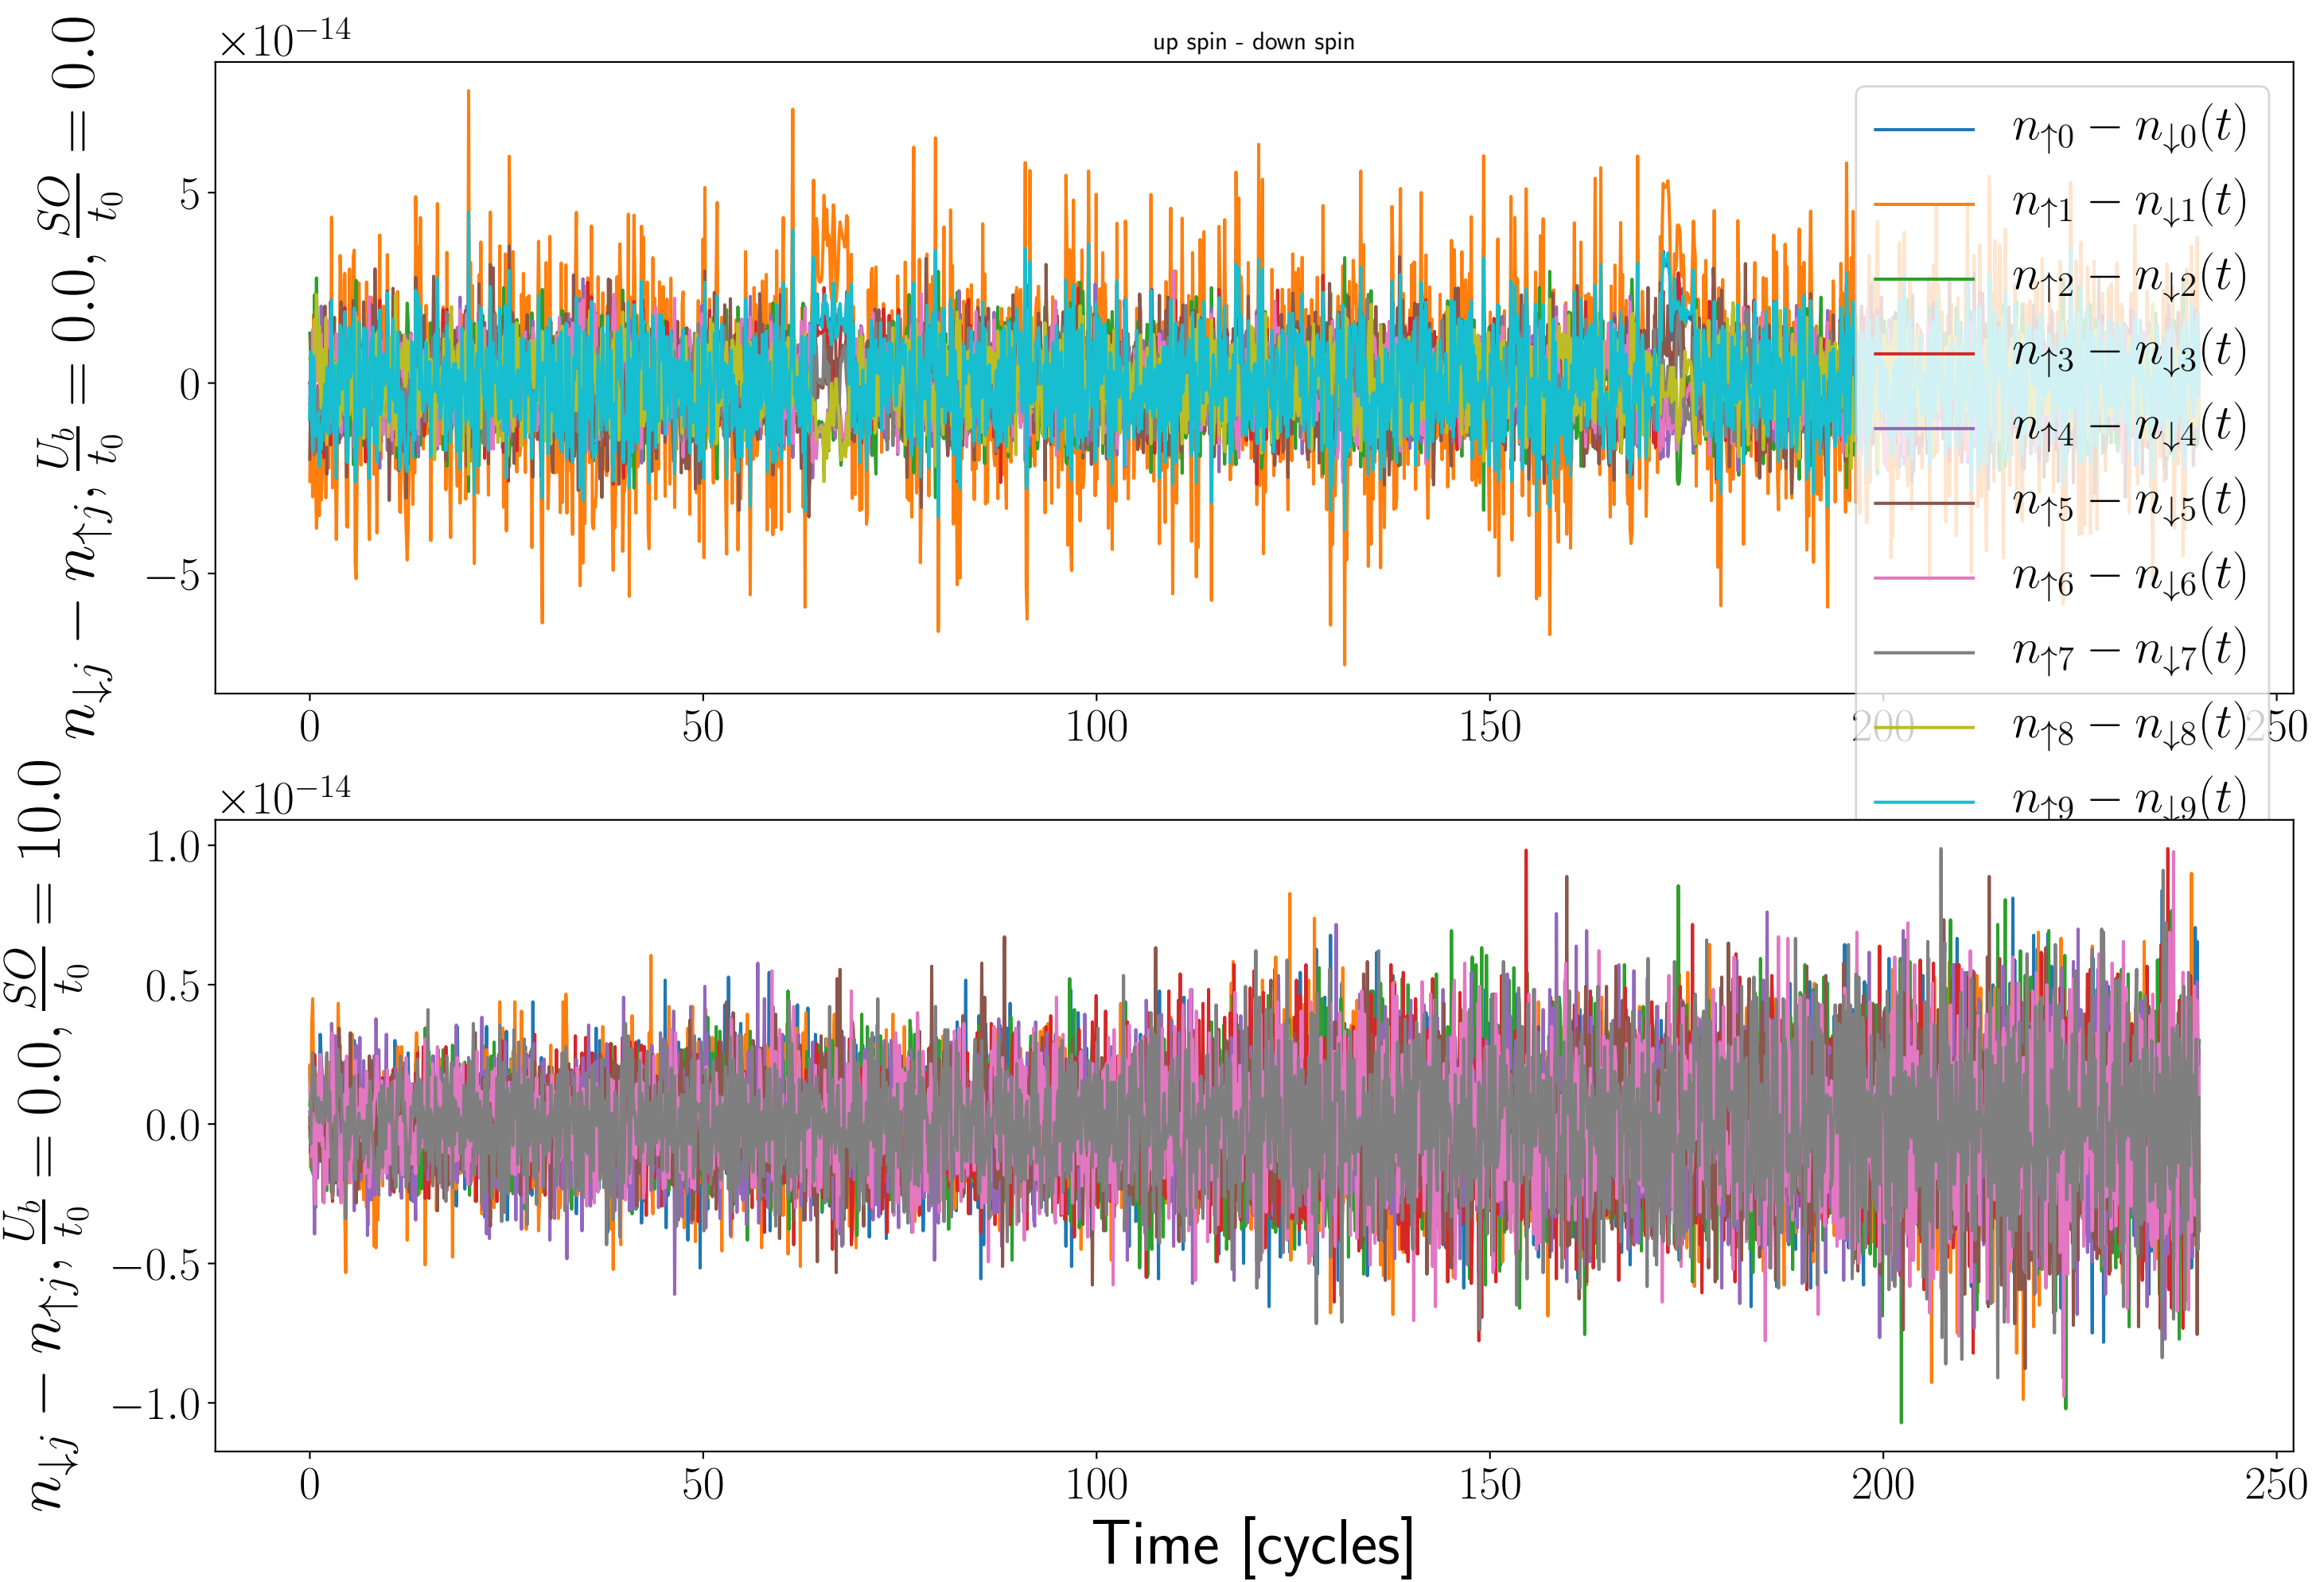 ×10⁻¹⁴
up spin - down spin
n↓j − n↑j, U_b/t₀ = 0.0, SO/t₀ = 0.0
5
0
−5
n↑0 − n↓0(t)
n↑1 − n↓1(t)
n↑2 − n↓2(t)
n↑3 − n↓3(t)
n↑4 − n↓4(t)
n↑5 − n↓5(t)
n↑6 − n↓6(t)
n↑7 − n↓7(t)
n↑8 − n↓8(t)
n↑9 − n↓9(t)
0 50 100 150 200 250
×10⁻¹⁴
n↓j − n↑j, U_b/t₀ = 0.0, SO/t₀ = 10.0
1.0
0.5
0.0
−0.5
−1.0
0 50 100 150 200 250
Time [cycles]